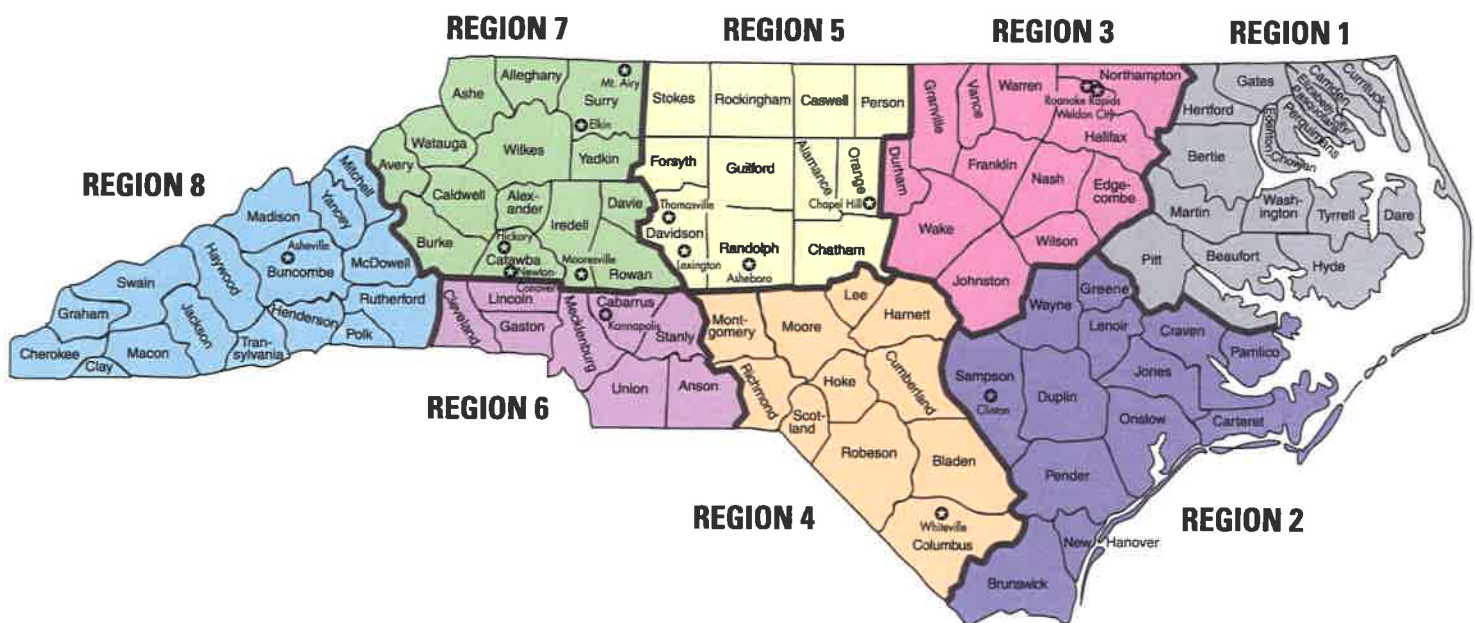 REGION 7
REGION 5
REGION 3
REGION 1
REGION 8
REGION 6
REGION 4
REGION 2
Ashe
Alleghany
Mt. Airy
Surry
Elkin
Watauga
Wilkes
Yadkin
Avery
Caldwell
Alex-
ander
Davie
Iredell
Burke
Hickory
Catawba
Newton
Conover
Mooresville
Rowan
Stokes
Rockingham
Caswell
Person
Forsyth
Guilford
Alamance
Orange
Thomasville
Chapel Hill
Davidson
Lexington
Randolph
Asheboro
Chatham
Granville
Vance
Warren
Northampton
Roanoke Rapids
Weldon City
Halifax
Durham
Franklin
Nash
Edge-
combe
Wake
Wilson
Johnston
Gates
Camden
Currituck
Elizabeth City
Pasquotank
Perquimans
Hertford
Edenton
Chowan
Bertie
Martin
Wash-
ington
Tyrrell
Dare
Pitt
Beaufort
Hyde
Mitchell
Yancey
Madison
Asheville
Buncombe
McDowell
Haywood
Swain
Rutherford
Graham
Jackson
Henderson
Polk
Cherokee
Macon
Tran-
sylvania
Clay
Cleveland
Lincoln
Gaston
Mecklenburg
Cabarrus
Kannapolis
Stanly
Union
Anson
Mont-
gomery
Moore
Lee
Harnett
Richmond
Hoke
Cumberland
Scot-
land
Robeson
Bladen
Whiteville
Columbus
Wayne
Greene
Lenoir
Craven
Pamlico
Sampson
Clinton
Duplin
Jones
Onslow
Carteret
Pender
New Hanover
Brunswick